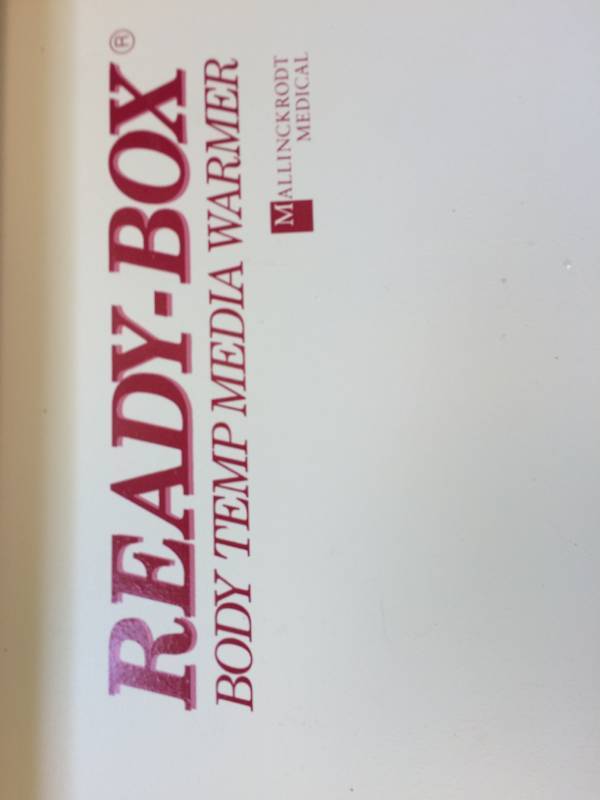 READY-BOX®
BODY TEMP MEDIA WARMER
MALLINCKRODT
MEDICAL